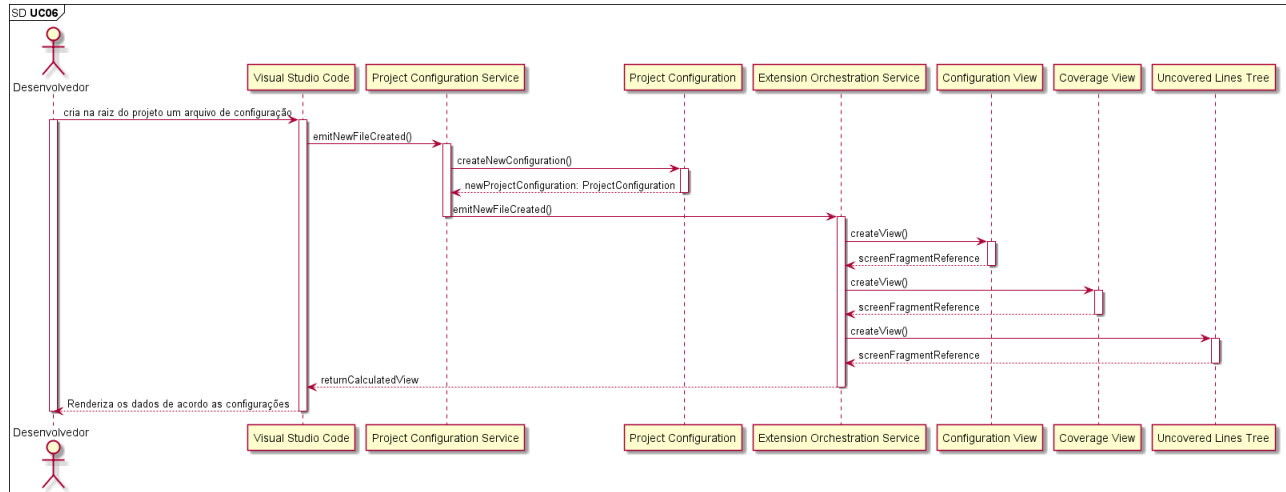 SD UC06
Desenvolvedor
Visual Studio Code
Project Configuration Service
Project Configuration
Extension Orchestration Service
Configuration View
Coverage View
Uncovered Lines Tree
cria na raiz do projeto um arquivo de configuração
emitNewFileCreated()
createNewConfiguration()
newProjectConfiguration: ProjectConfiguration
emitNewFileCreated()
createView()
screenFragmentReference
createView()
screenFragmentReference
createView()
screenFragmentReference
returnCalculatedView
Renderiza os dados de acordo as configurações
Desenvolvedor
Visual Studio Code
Project Configuration Service
Project Configuration
Extension Orchestration Service
Configuration View
Coverage View
Uncovered Lines Tree